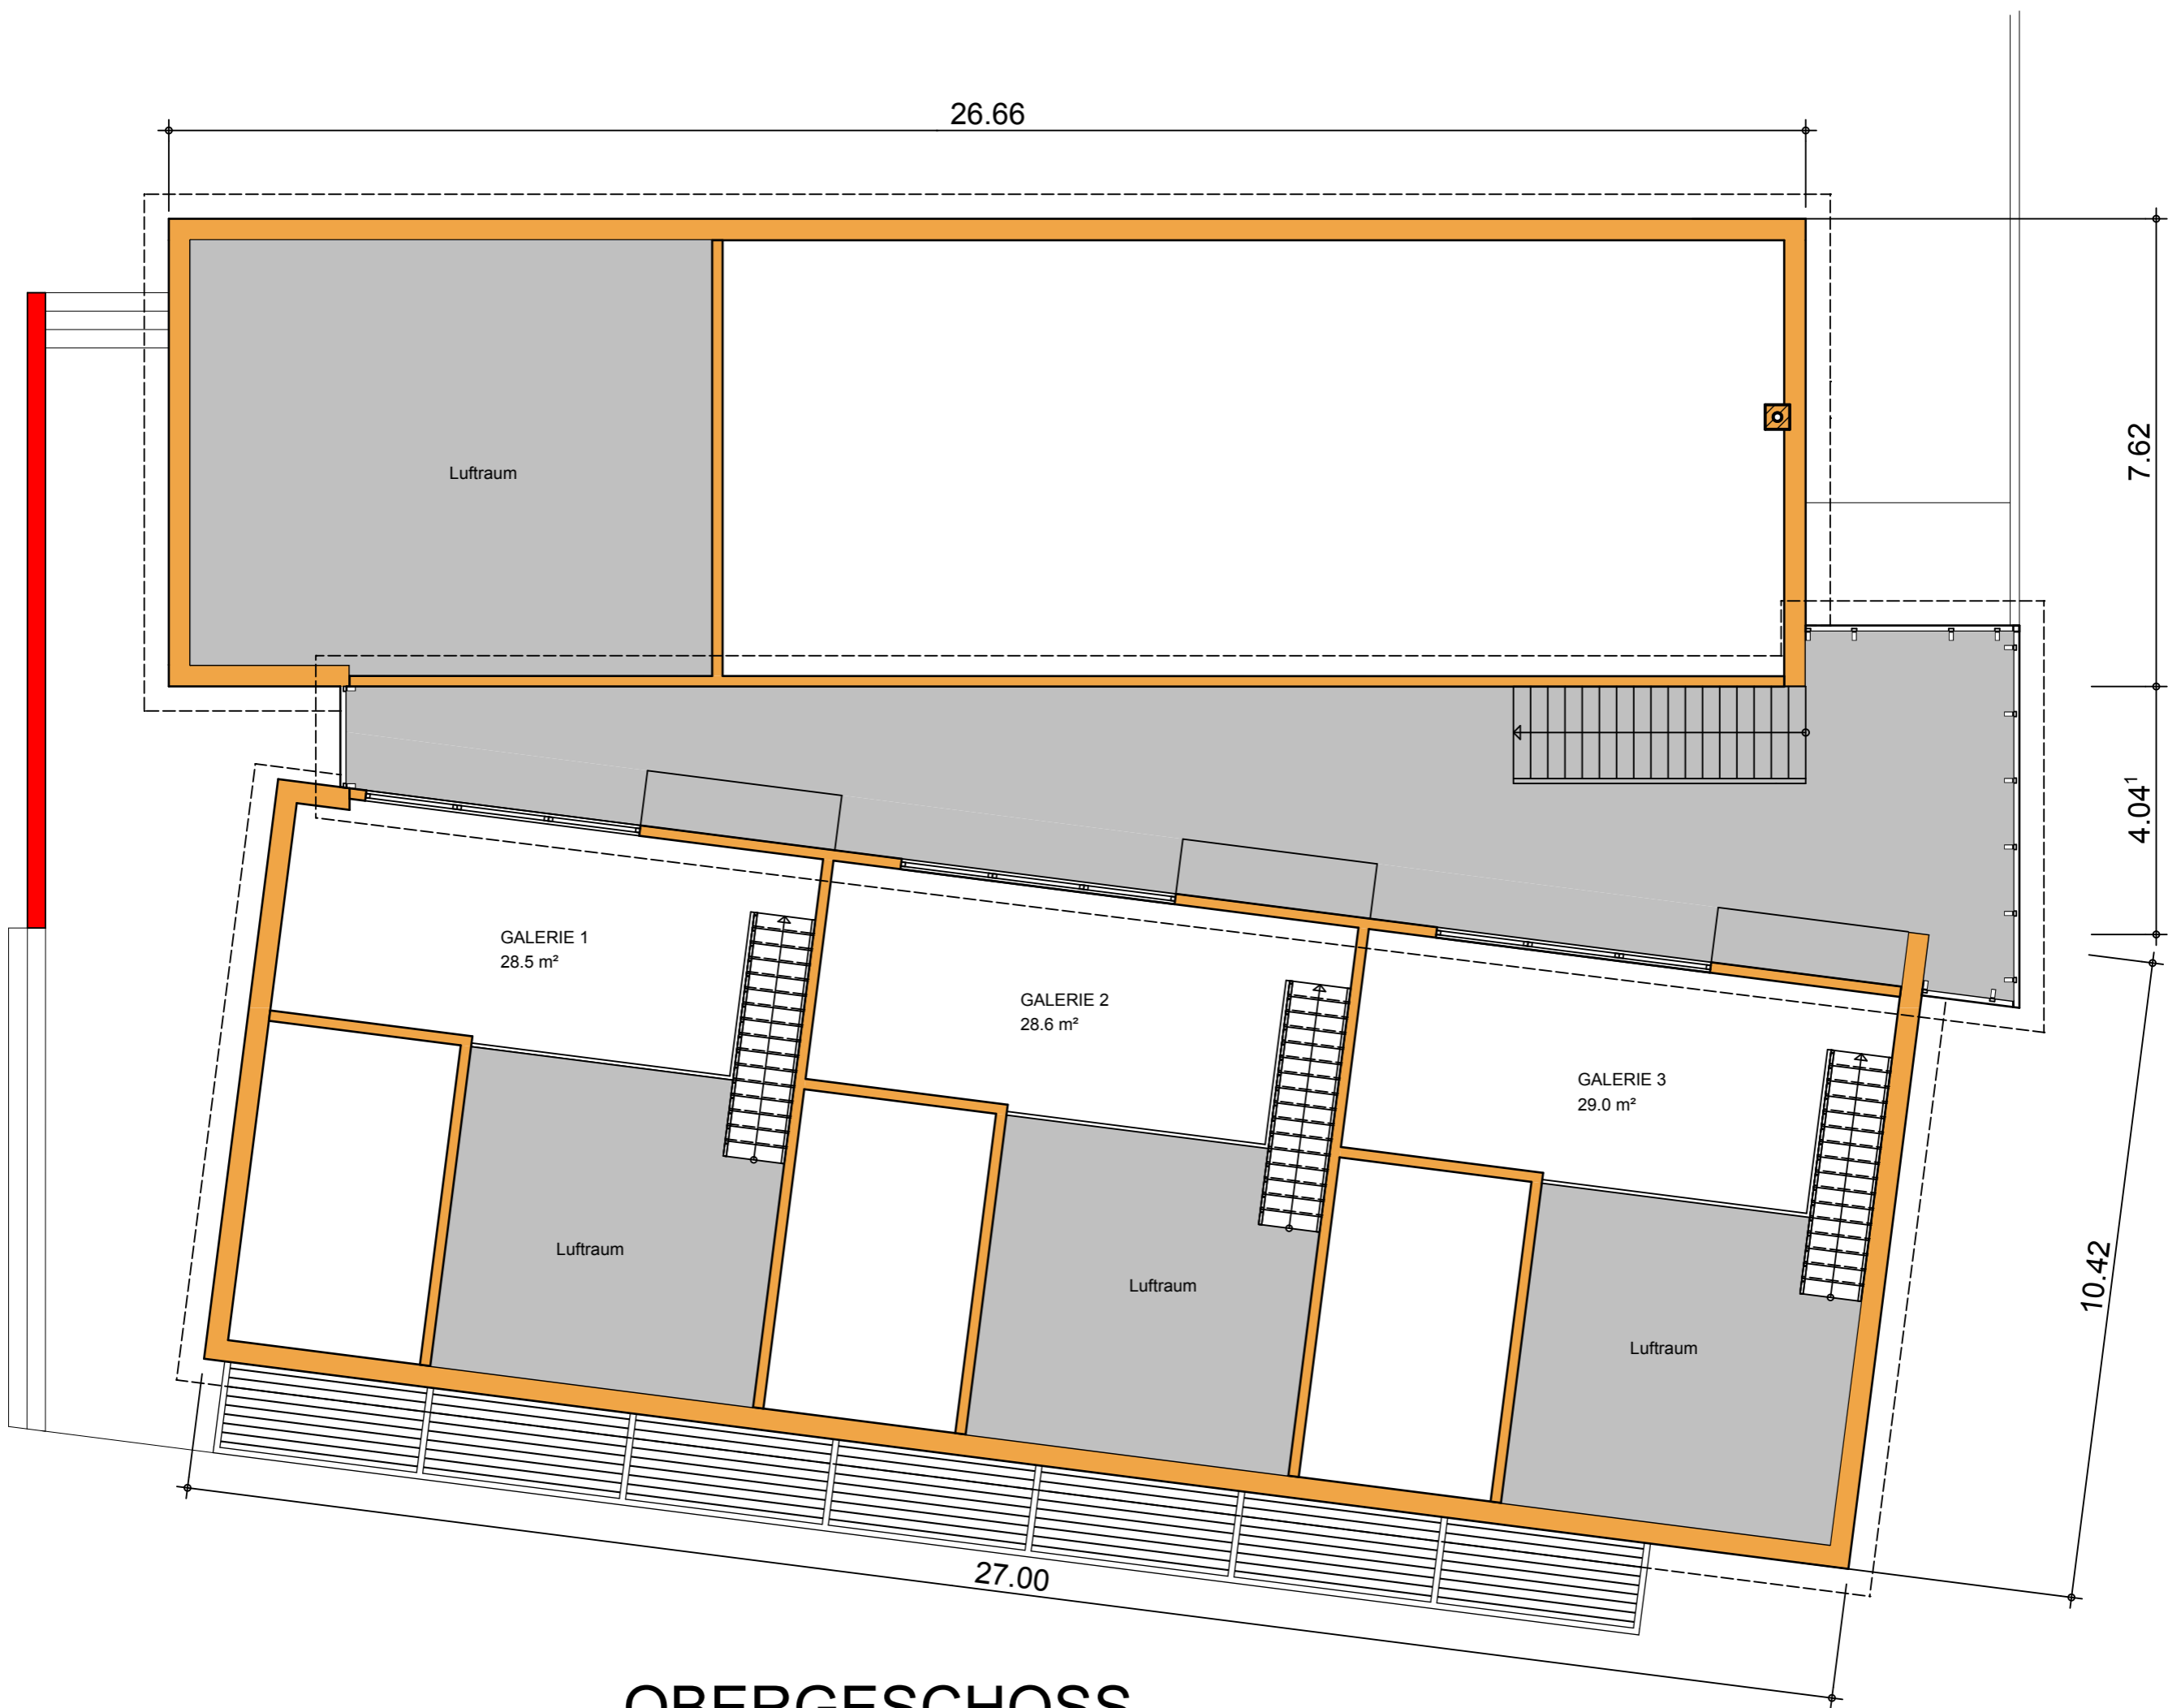 26.66
7.62
Luftraum
4.04¹
GALERIE 1
28.5 m²
GALERIE 2
28.6 m²
GALERIE 3
29.0 m²
Luftraum
Luftraum
Luftraum
10.42
27.00
OBERGESCHOSS